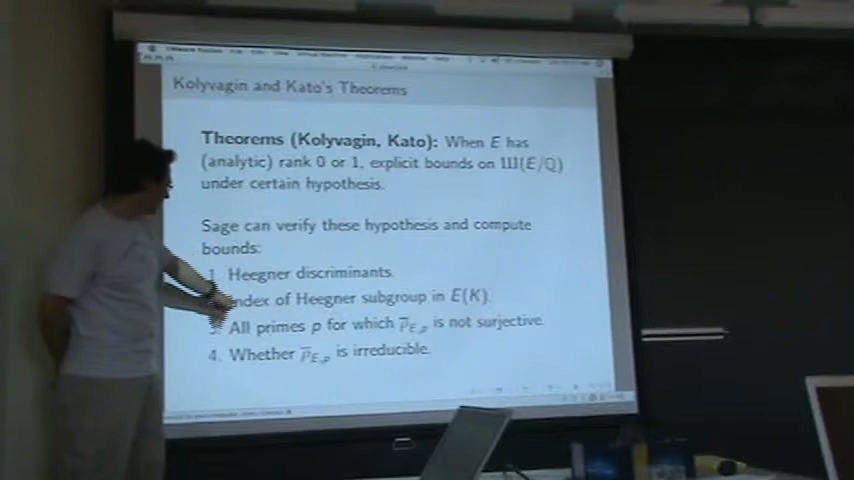 Kolyvagin and Kato's Theorems
Theorems (Kolyvagin, Kato): When E has
(analytic) rank 0 or 1, explicit bounds on Ш(E/ℚ)
under certain hypothesis.
Sage can verify these hypothesis and compute
bounds:
1. Heegner discriminants.
index of Heegner subgroup in E(K).
3. All primes p for which ρ̄_{E,p} is not surjective.
4. Whether ρ̄_{E,p} is irreducible.